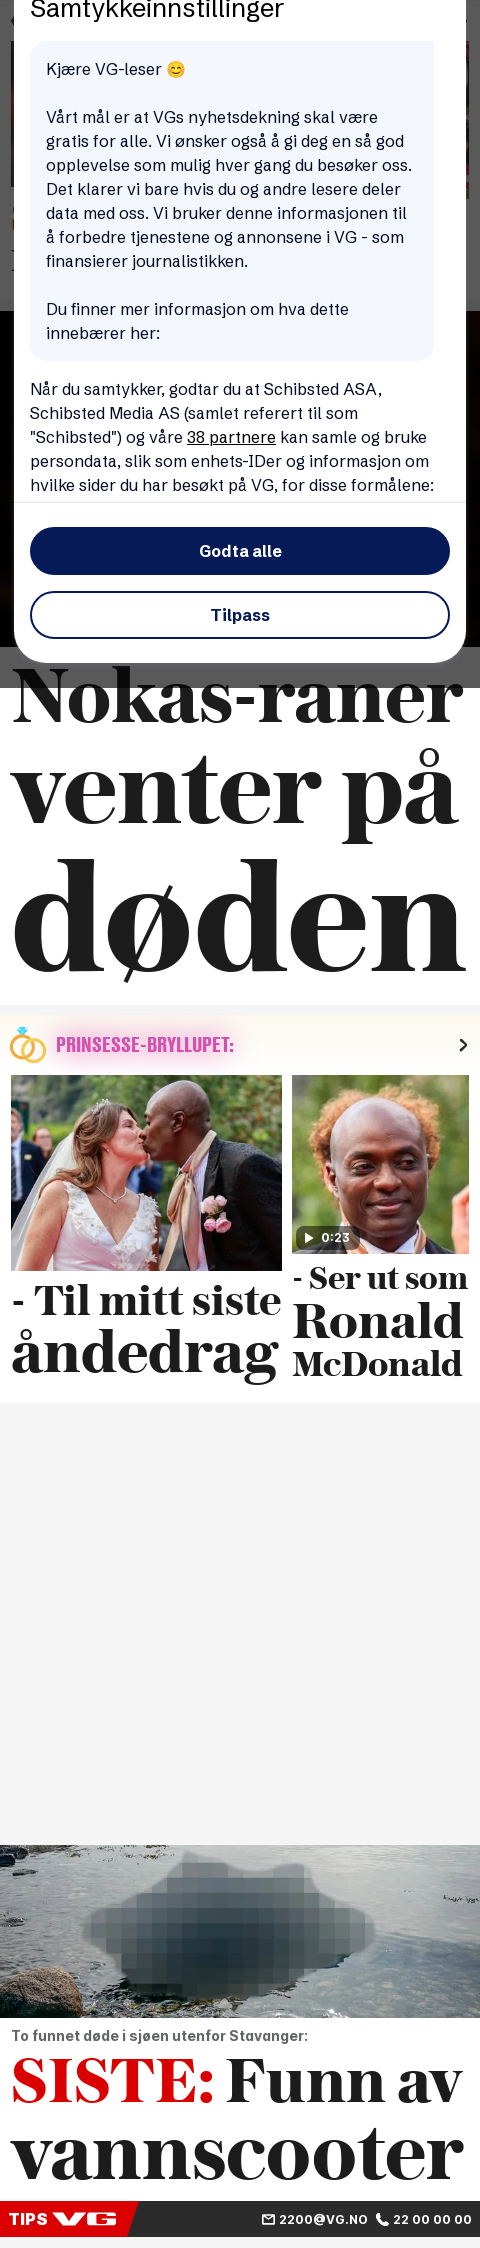 Samtykkeinnstillinger
Kjære VG-leser 😊
Vårt mål er at VGs nyhetsdekning skal være
gratis for alle. Vi ønsker også å gi deg en så god
opplevelse som mulig hver gang du besøker oss.
Det klarer vi bare hvis du og andre lesere deler
data med oss. Vi bruker denne informasjonen til
å forbedre tjenestene og annonsene i VG - som
finansierer journalistikken.
Du finner mer informasjon om hva dette
innebærer her:
Når du samtykker, godtar du at Schibsted ASA,
Schibsted Media AS (samlet referert til som
"Schibsted") og våre 38 partnere kan samle og bruke
persondata, slik som enhets-IDer og informasjon om
hvilke sider du har besøkt på VG, for disse formålene:
Godta alle
Tilpass
Nokas-raner
venter på
døden
PRINSESSE-BRYLLUPET:
- Til mitt siste
åndedrag
0:23
- Ser ut som
Ronald
McDonald
To funnet døde i sjøen utenfor Stavanger:
SISTE: Funn av
vannscooter
TIPS VG 2200@VG.NO 22 00 00 00